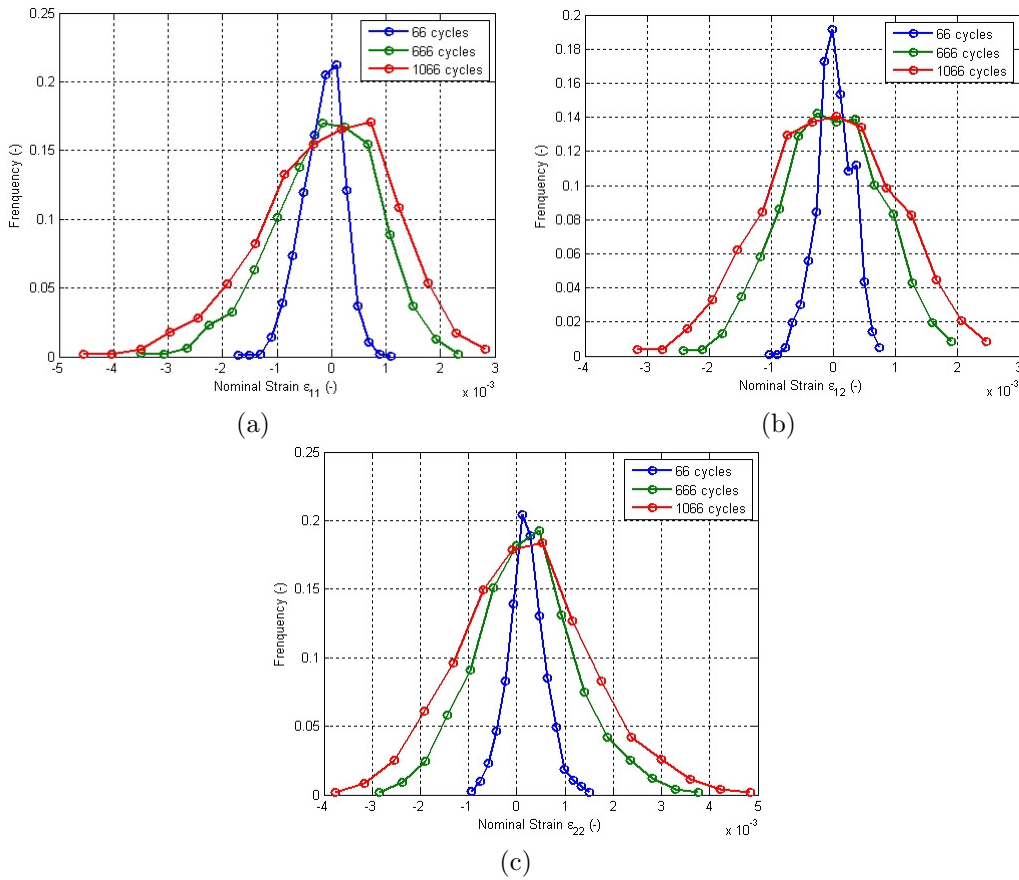 0.25
0.2
0.15
0.1
0.05
0
-5 -4 -3 -2 -1 0 1 2 3
Frenquency (-)
Nominal Strain ε11 (-)
x 10-3
66 cycles
666 cycles
1066 cycles
(a)
0.2
0.18
0.16
0.14
0.12
0.1
0.08
0.06
0.04
0.02
0
-4 -3 -2 -1 0 1 2 3
Frenquency (-)
Nominal Strain ε12 (-)
x 10-3
66 cycles
666 cycles
1066 cycles
(b)
0.25
0.2
0.15
0.1
0.05
0
-4 -3 -2 -1 0 1 2 3 4 5
Frenquency (-)
Nominal Strain ε22 (-)
x 10-3
66 cycles
666 cycles
1066 cycles
(c)